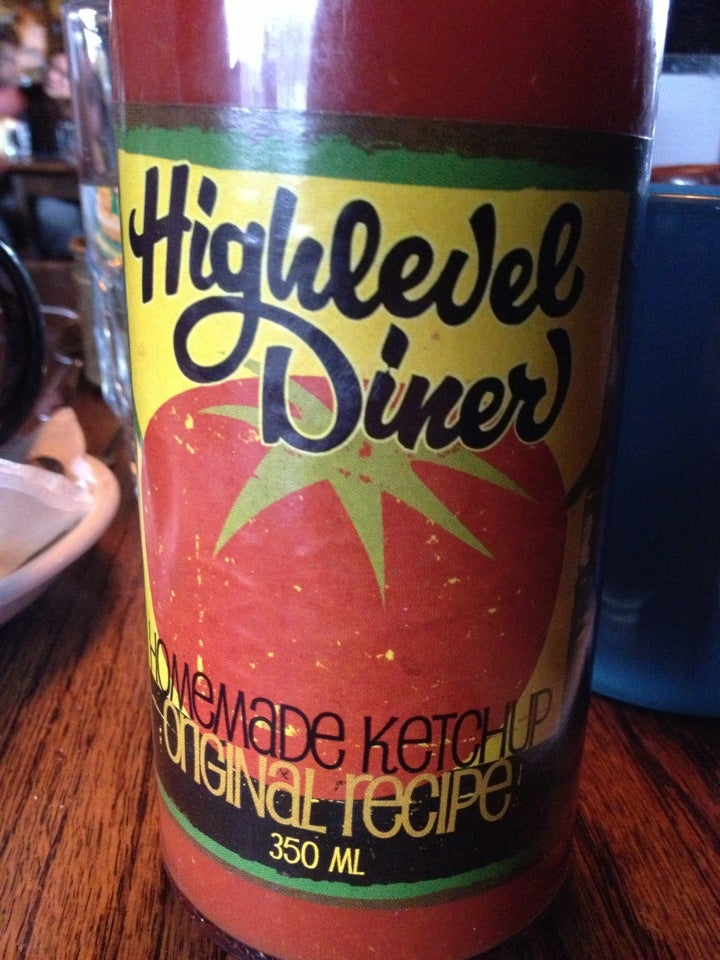 Highlevel
Diner
HOMEMADE KETCHUP
ORIGINAL RECIPE
350 ML